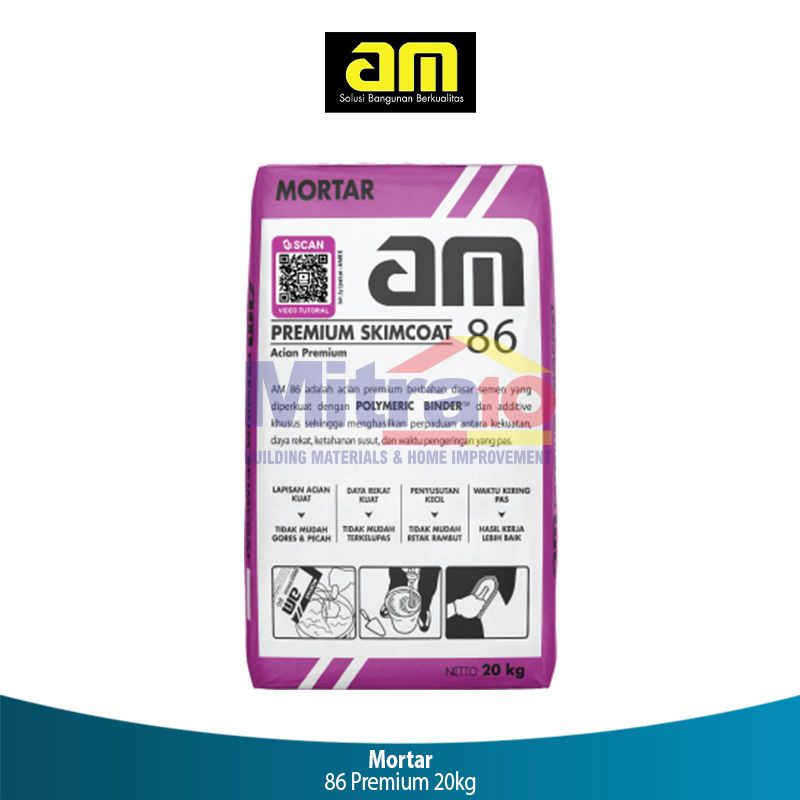 am
Solusi Bangunan Berkualitas
MORTAR
SCAN
VIDEO TUTORIAL
am
PREMIUM SKIMCOAT 86
Acian Premium
Mitra10
BUILDING MATERIALS & HOME IMPROVEMENT
AM 86 adalah acian premium berbahan dasar semen yang
diperkuat dengan POLYMERIC BINDER™ dan additive
khusus sehingga menghasilkan perpaduan antara kekuatan,
daya rekat, ketahanan susut, dan waktu pengeringan yang pas.
LAPISAN ACIAN KUAT
TIDAK MUDAH GORES & PECAH
DAYA REKAT KUAT
TIDAK MUDAH TERKELUPAS
PENYUSUTAN KECIL
TIDAK MUDAH RETAK RAMBUT
WAKTU KERING PAS
HASIL KERJA LEBIH BAIK
am
NETTO 20 kg
Mortar
86 Premium 20kg